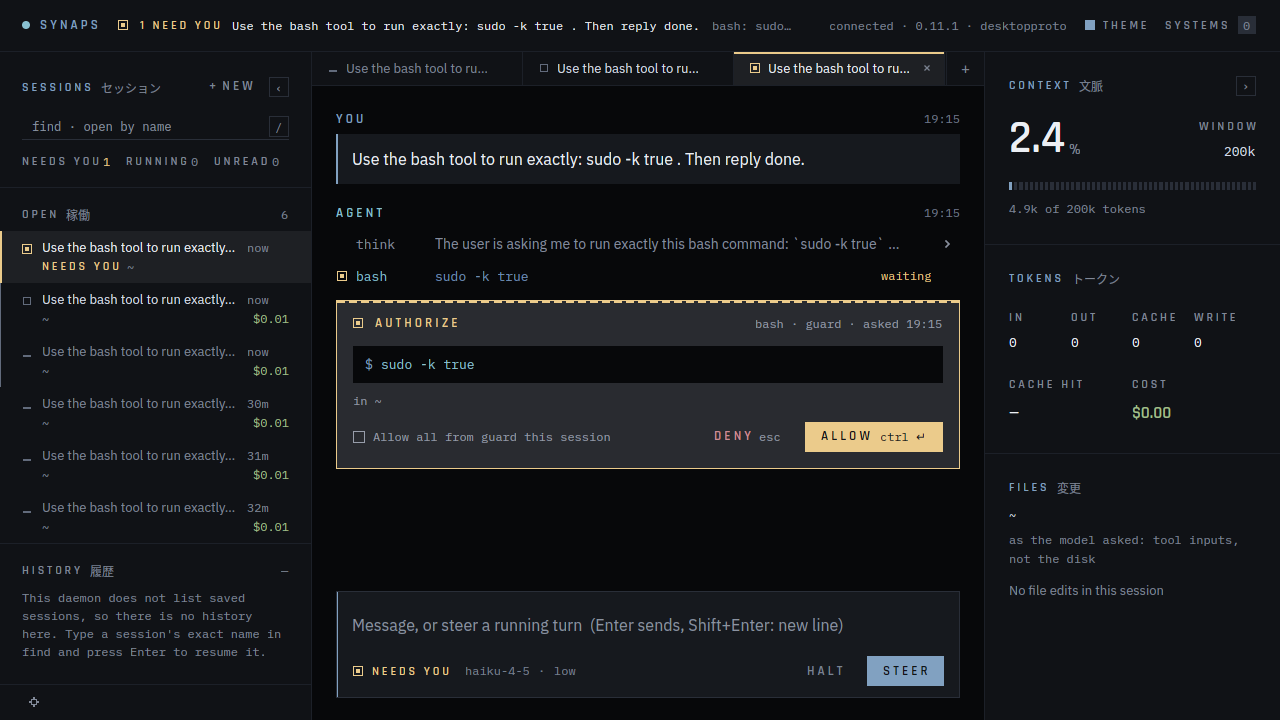 SYNAPS
1 NEED YOU Use the bash tool to run exactly: sudo -k true . Then reply done. bash: sudo…
connected · 0.11.1 · desktopproto
THEME
SYSTEMS 0
SESSIONS セッション
+ NEW ‹
find · open by name /
NEEDS YOU 1 RUNNING 0 UNREAD 0
OPEN 稼働 6
Use the bash tool to run exactly… now
NEEDS YOU ~
Use the bash tool to run exactly… now
~ $0.01
Use the bash tool to run exactly… now
~ $0.01
Use the bash tool to run exactly… 30m
~ $0.01
Use the bash tool to run exactly… 31m
~ $0.01
Use the bash tool to run exactly… 32m
~ $0.01
HISTORY 履歴 —
This daemon does not list saved
sessions, so there is no history
here. Type a session's exact name in
find and press Enter to resume it.
Use the bash tool to ru...
Use the bash tool to ru...
Use the bash tool to ru... ×
+
YOU 19:15
Use the bash tool to run exactly: sudo -k true . Then reply done.
AGENT 19:15
think The user is asking me to run exactly this bash command: `sudo -k true` … ›
bash sudo -k true waiting
AUTHORIZE bash · guard · asked 19:15
$ sudo -k true
in ~
Allow all from guard this session DENY esc ALLOW ctrl ↵
Message, or steer a running turn (Enter sends, Shift+Enter: new line)
NEEDS YOU haiku-4-5 · low HALT STEER
CONTEXT 文脈 ›
2.4 % WINDOW
200k
4.9k of 200k tokens
TOKENS トークン
IN OUT CACHE WRITE
0 0 0 0
CACHE HIT COST
— $0.00
FILES 変更
~
as the model asked: tool inputs,
not the disk
No file edits in this session